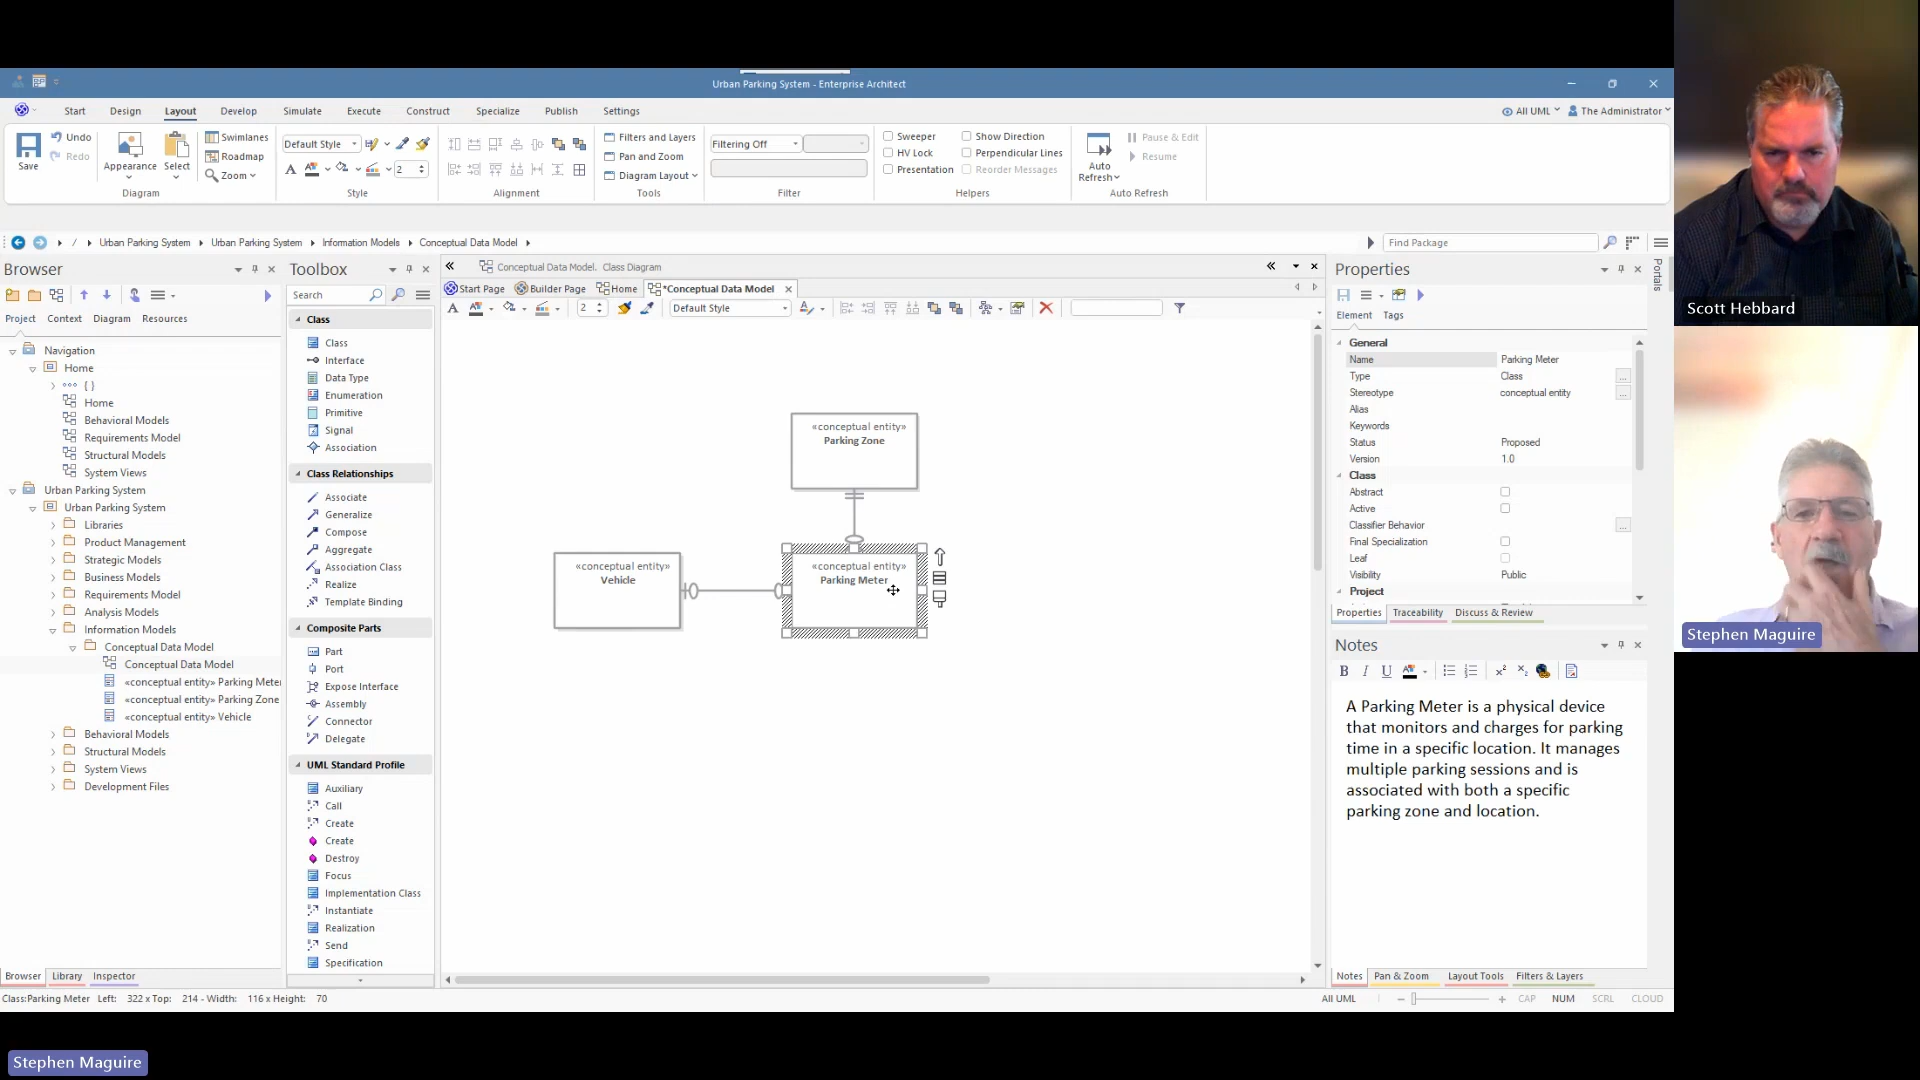 Urban Parking System - Enterprise Architect
Start Design Layout Develop Simulate Execute Construct Specialize Publish Settings
All UML The Administrator
Save
Undo
Redo
Appearance
Select
Swimlanes
Roadmap
Zoom
Diagram
Default Style
2
Style
Alignment
Filters and Layers
Pan and Zoom
Diagram Layout
Tools
Filtering Off
Filter
Sweeper
HV Lock
Presentation
Show Direction
Perpendicular Lines
Reorder Messages
Helpers
Auto
Refresh
Pause & Edit
Resume
Auto Refresh
/ Urban Parking System Urban Parking System Information Models Conceptual Data Model
Find Package
Browser
Project Context Diagram Resources
Navigation
Home
{ }
Home
Behavioral Models
Requirements Model
Structural Models
System Views
Urban Parking System
Urban Parking System
Libraries
Product Management
Strategic Models
Business Models
Requirements Model
Analysis Models
Information Models
Conceptual Data Model
Conceptual Data Model
«conceptual entity» Parking Meter
«conceptual entity» Parking Zone
«conceptual entity» Vehicle
Behavioral Models
Structural Models
System Views
Development Files
Browser Library Inspector
Toolbox
Search
Class
Class
Interface
Data Type
Enumeration
Primitive
Signal
Association
Class Relationships
Associate
Generalize
Compose
Aggregate
Association Class
Realize
Template Binding
Composite Parts
Part
Port
Expose Interface
Assembly
Connector
Delegate
UML Standard Profile
Auxiliary
Call
Create
Create
Destroy
Focus
Implementation Class
Instantiate
Realization
Send
Specification
Conceptual Data Model. Class Diagram
Start Page Builder Page Home *Conceptual Data Model
2
Default Style
«conceptual entity»
Parking Zone
«conceptual entity»
Vehicle
«conceptual entity»
Parking Meter
Properties
Portals
Element Tags
General
Name Parking Meter
Type Class
Stereotype conceptual entity
Alias
Keywords
Status Proposed
Version 1.0
Class
Abstract
Active
Classifier Behavior
Final Specialization
Leaf
Visibility Public
Project
Properties Traceability Discuss & Review
Notes
B I U
A Parking Meter is a physical device
that monitors and charges for parking
time in a specific location. It manages
multiple parking sessions and is
associated with both a specific
parking zone and location.
Notes Pan & Zoom Layout Tools Filters & Layers
Class:Parking Meter Left: 322 x Top: 214 - Width: 116 x Height: 70
All UML CAP NUM SCRL CLOUD
Scott Hebbard
Stephen Maguire
Stephen Maguire